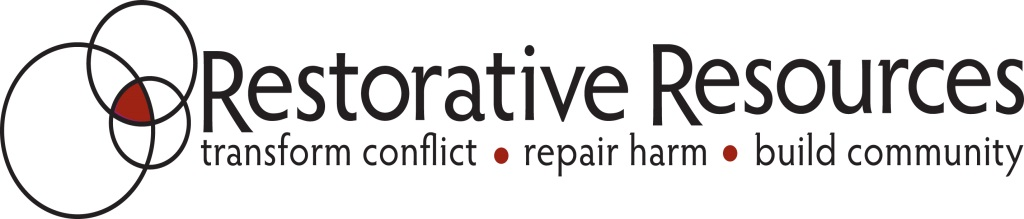 Restorative Resources
transform conflict • repair harm • build community